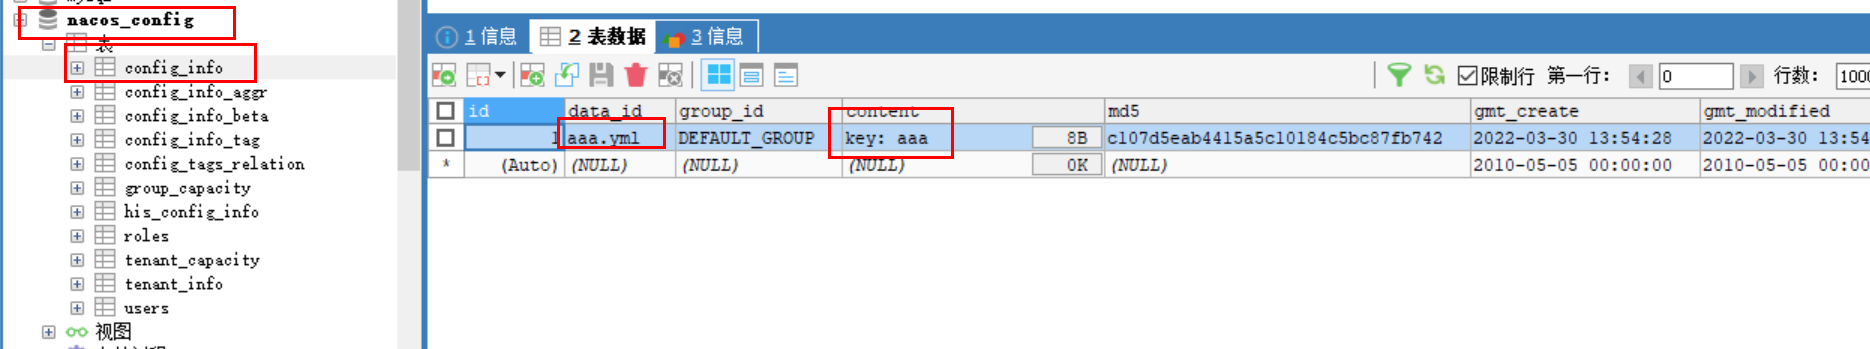 nacos_config
表
config_info
config_info_aggr
config_info_beta
config_info_tag
config_tags_relation
group_capacity
his_config_info
roles
tenant_capacity
tenant_info
users
视图
1 信息 2 表数据 3 信息
限制行 第一行: 0 行数: 1000
id data_id group_id content md5 gmt_create gmt_modified
1 aaa.yml DEFAULT_GROUP key: aaa 8B c107d5eab4415a5c10184c5bc87fb742 2022-03-30 13:54:28 2022-03-30 13:54
* (Auto) (NULL) (NULL) (NULL) 0K (NULL) 2010-05-05 00:00:00 2010-05-05 00:00